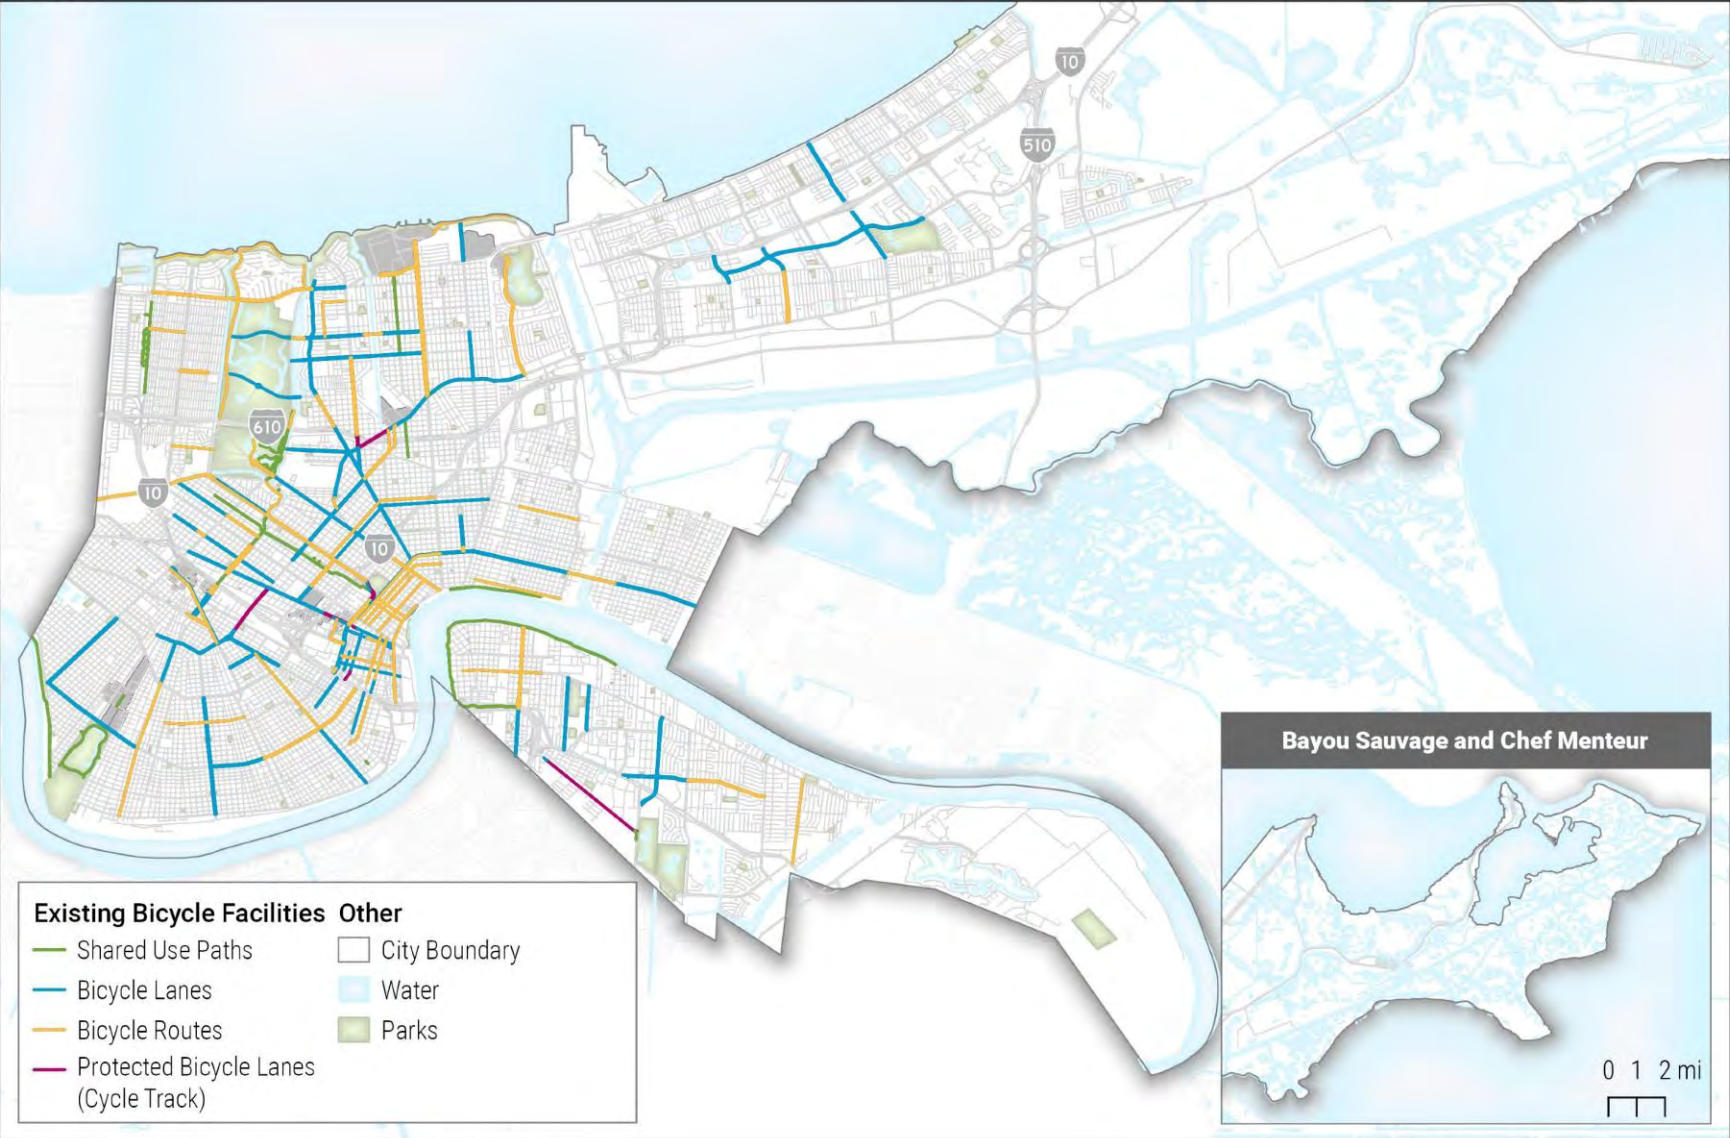 10
510
610
10
10
Bayou Sauvage and Chef Menteur
0 1 2 mi
Existing Bicycle Facilities
Shared Use Paths
Bicycle Lanes
Bicycle Routes
Protected Bicycle Lanes
(Cycle Track)
Other
City Boundary
Water
Parks